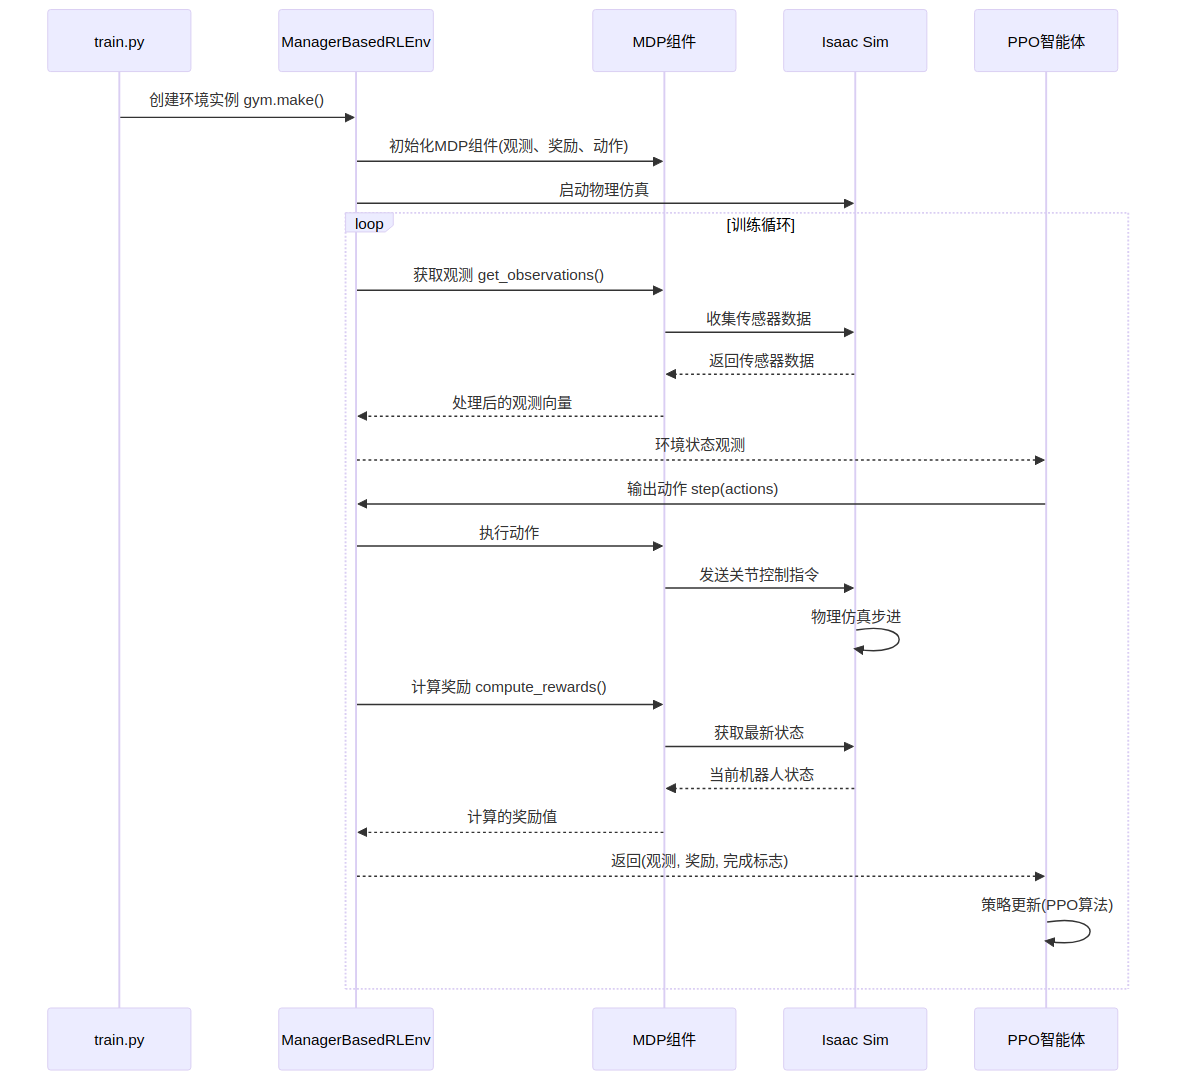 train.py
ManagerBasedRLEnv
MDP组件
Isaac Sim
PPO智能体
创建环境实例 gym.make()
初始化MDP组件(观测、奖励、动作)
启动物理仿真
loop
[训练循环]
获取观测 get_observations()
收集传感器数据
返回传感器数据
处理后的观测向量
环境状态观测
输出动作 step(actions)
执行动作
发送关节控制指令
物理仿真步进
计算奖励 compute_rewards()
获取最新状态
当前机器人状态
计算的奖励值
返回(观测, 奖励, 完成标志)
策略更新(PPO算法)
train.py
ManagerBasedRLEnv
MDP组件
Isaac Sim
PPO智能体